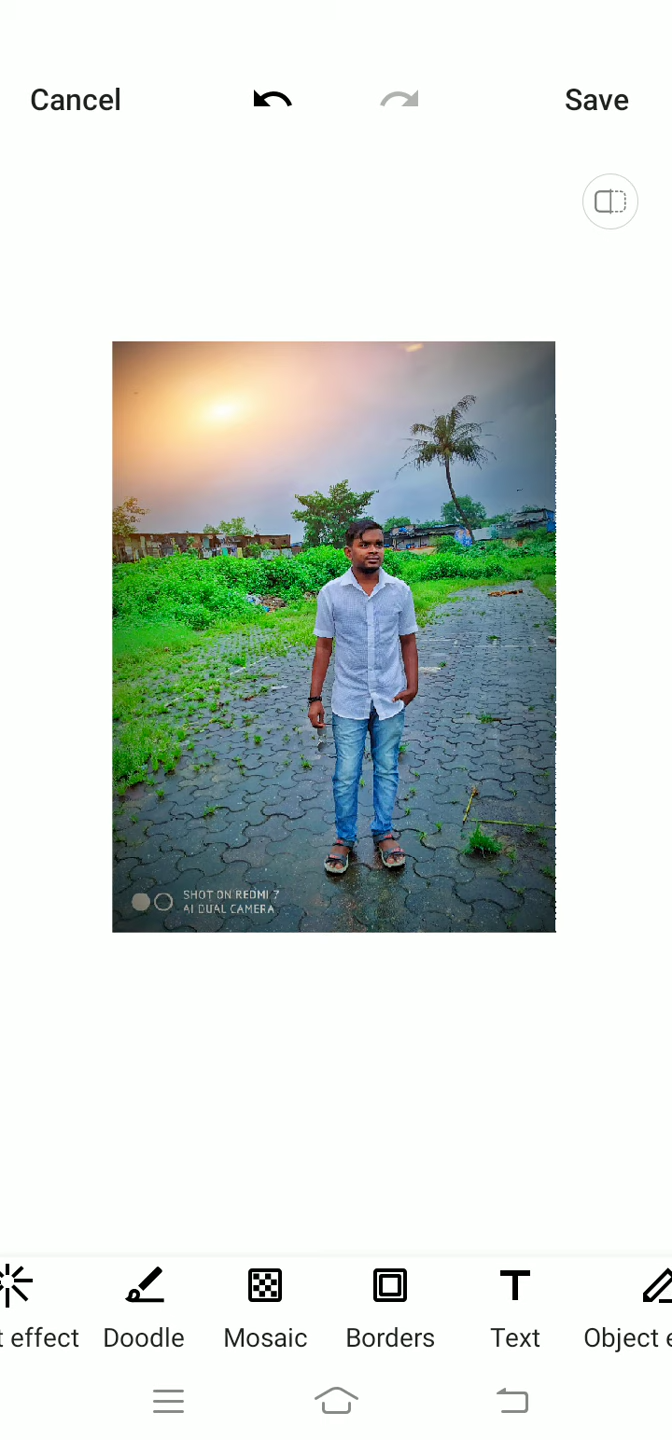 Cancel
Save
SHOT ON REDMI 7
AI DUAL CAMERA
t effect
Doodle
Mosaic
Borders
Text
Object e